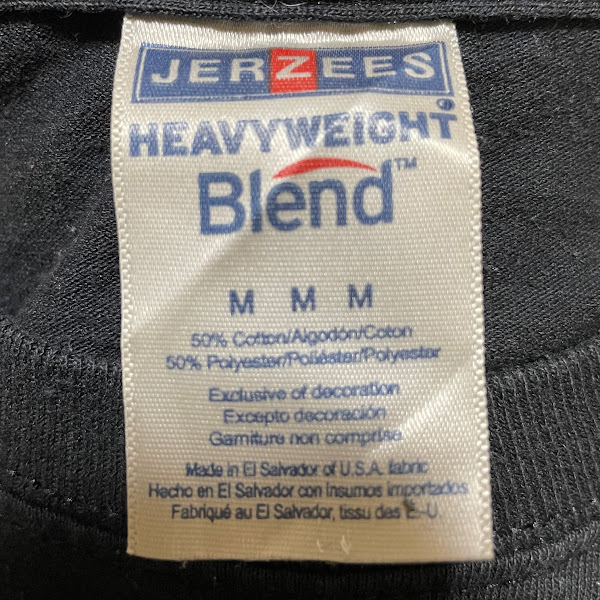 JERZEES
HEAVYWEIGHT
Blend™
M M M
50% Cotton/Algodón/Coton
50% Polyester/Poliéster/Polyester
Exclusive of decoration
Excepto decoración
Garniture non comprise
Made in El Salvador of U.S.A. fabric
Hecho en El Salvador con insumos importados
Fabriqué au El Salvador, tissu des É.-U.